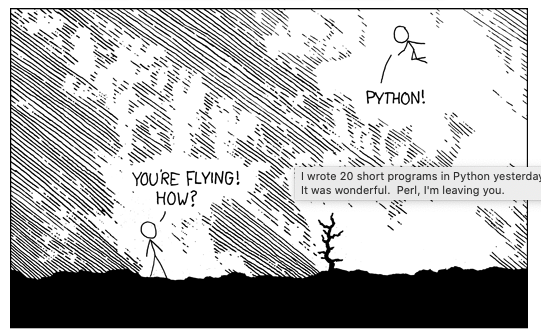 PYTHON!
YOU'RE FLYING!
HOW?
I wrote 20 short programs in Python yesterday
It was wonderful.  Perl, I'm leaving you.